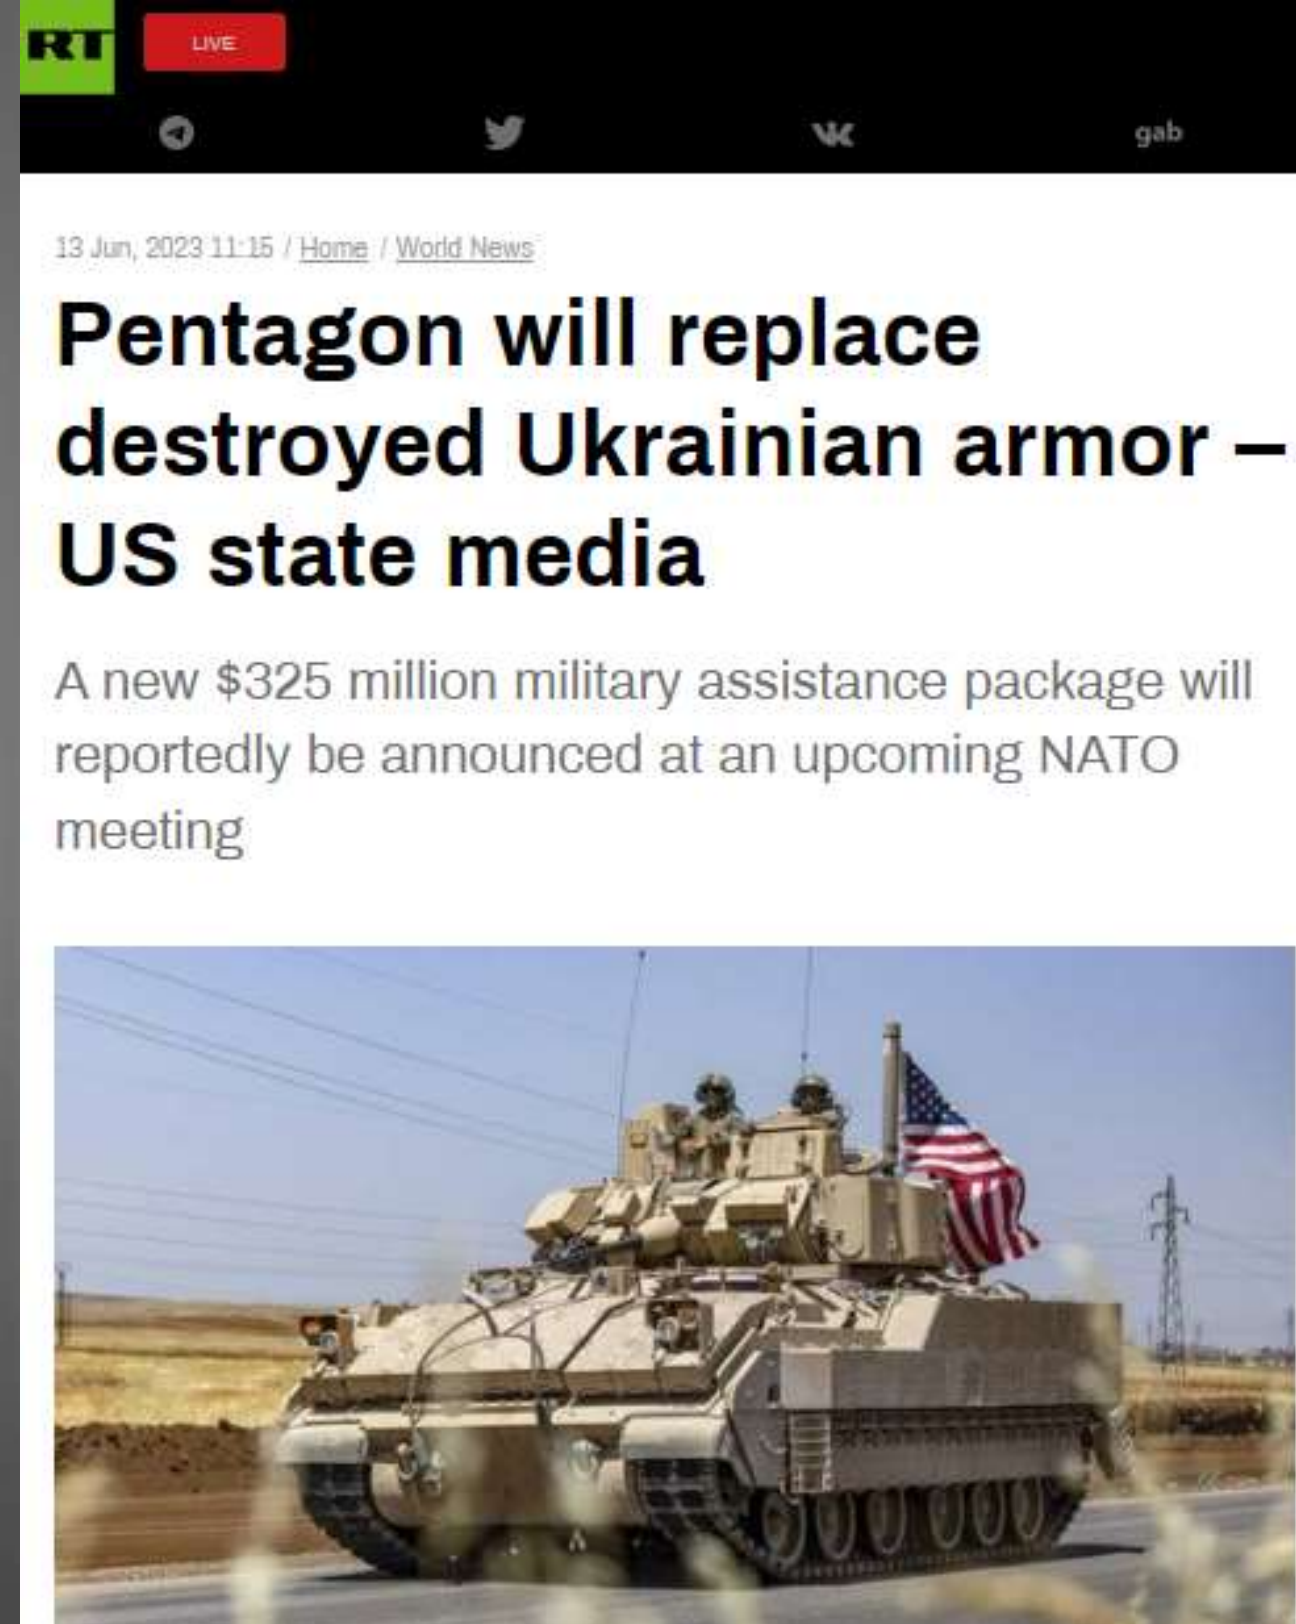 RT
LIVE
gab
13 Jun, 2023 11:15 / Home / World News
Pentagon will replace
destroyed Ukrainian armor –
US state media
A new $325 million military assistance package will
reportedly be announced at an upcoming NATO
meeting